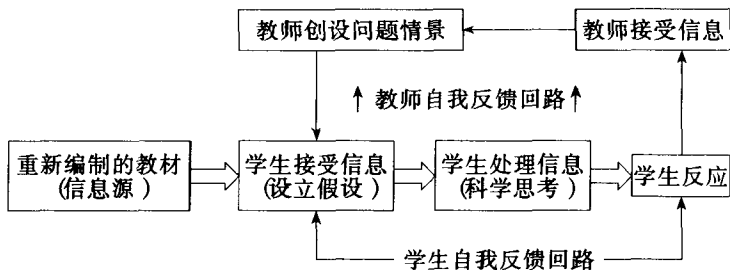 教师创设问题情景
教师接受信息
教师自我反馈回路
重新编制的教材
(信息源)
学生接受信息
(设立假设)
学生处理信息
(科学思考)
学生反应
学生自我反馈回路